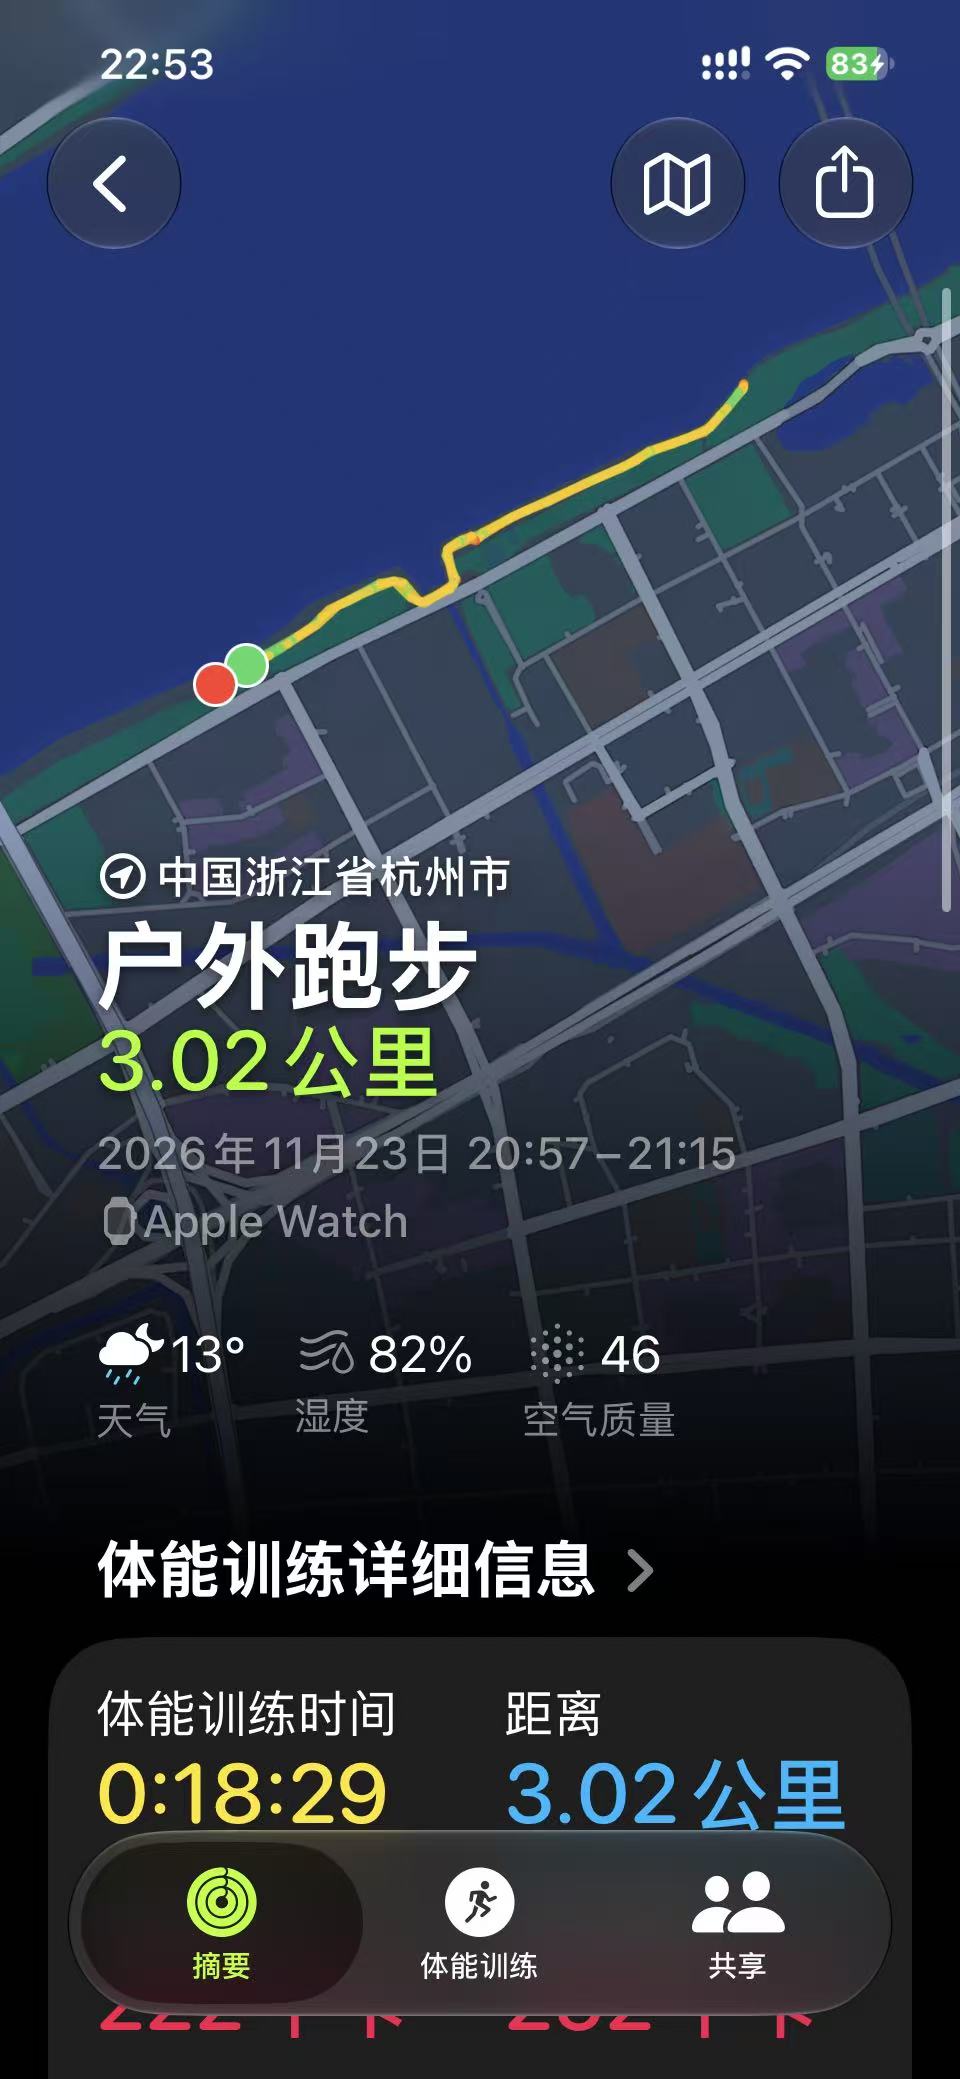 22:53
83
中国浙江省杭州市
户外跑步
3.02公里
2026年11月23日 20:57–21:15
Apple Watch
13° 82% 46
天气 湿度 空气质量
体能训练详细信息
体能训练时间 距离
0:18:29 3.02公里
摘要 体能训练 共享